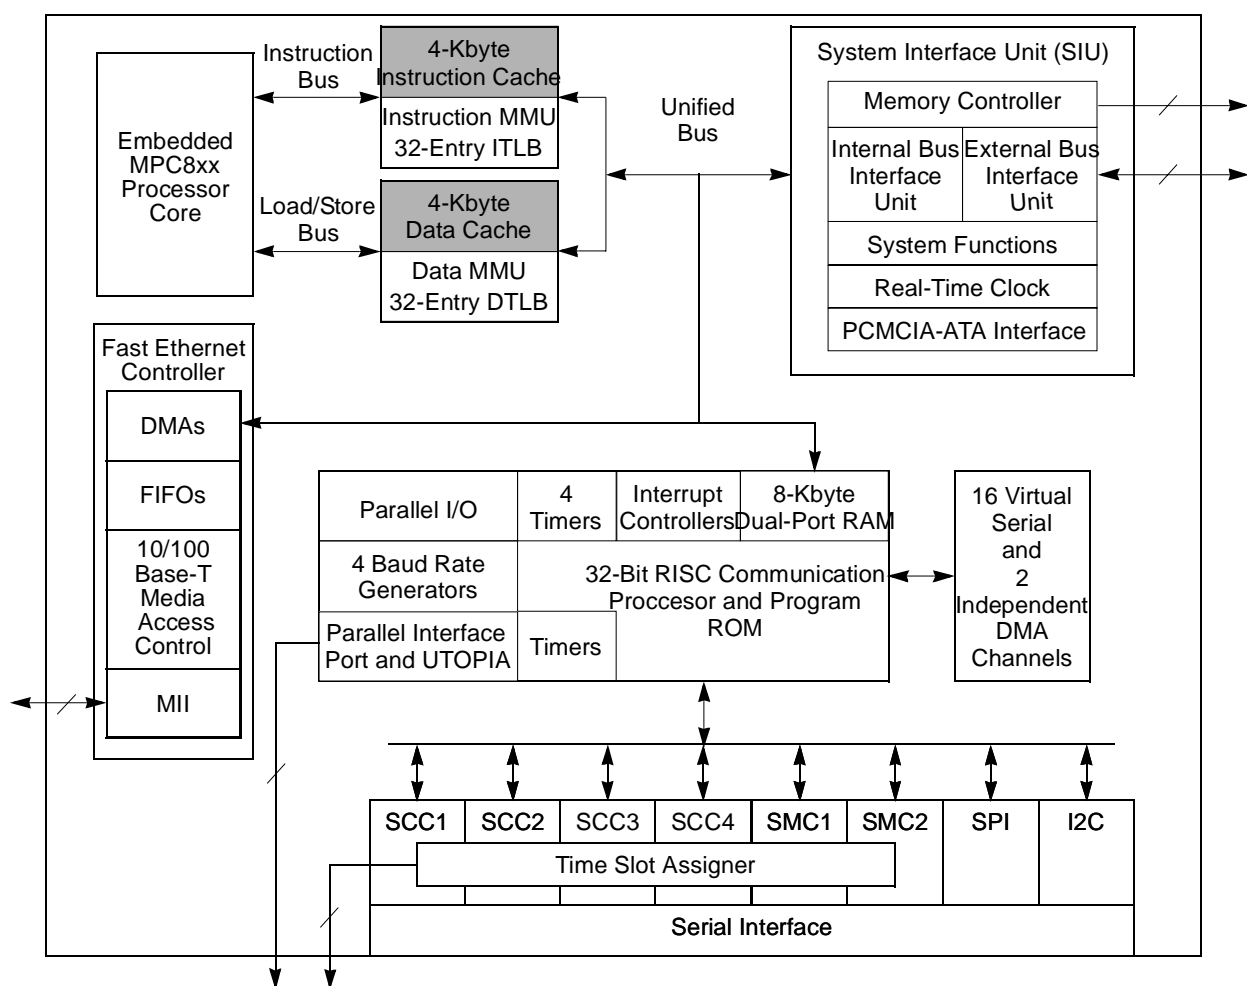 Instruction
Bus
4-Kbyte
Instruction Cache
Instruction MMU
32-Entry ITLB
Embedded
MPC8xx
Processor
Core
Load/Store
Bus
4-Kbyte
Data Cache
Data MMU
32-Entry DTLB
Unified
Bus
System Interface Unit (SIU)
Memory Controller
Internal Bus
Interface
Unit
External Bus
Interface
Unit
System Functions
Real-Time Clock
PCMCIA-ATA Interface
Fast Ethernet
Controller
DMAs
FIFOs
10/100
Base-T
Media
Access
Control
MII
Parallel I/O
4
Timers
Interrupt
Controllers
8-Kbyte
Dual-Port RAM
4 Baud Rate
Generators
32-Bit RISC Communication
Proccesor and Program
ROM
Parallel Interface
Port and UTOPIA
Timers
16 Virtual
Serial
and
2
Independent
DMA
Channels
SCC1
SCC2
SCC3
SCC4
SMC1
SMC2
SPI
I2C
Time Slot Assigner
Serial Interface